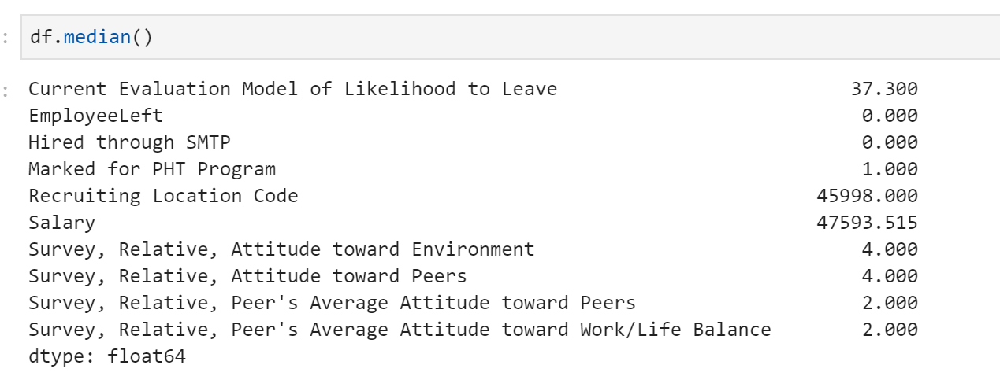 : df.median()
: Current Evaluation Model of Likelihood to Leave 37.300
EmployeeLeft 0.000
Hired through SMTP 0.000
Marked for PHT Program 1.000
Recruiting Location Code 45998.000
Salary 47593.515
Survey, Relative, Attitude toward Environment 4.000
Survey, Relative, Attitude toward Peers 4.000
Survey, Relative, Peer's Average Attitude toward Peers 2.000
Survey, Relative, Peer's Average Attitude toward Work/Life Balance 2.000
dtype: float64